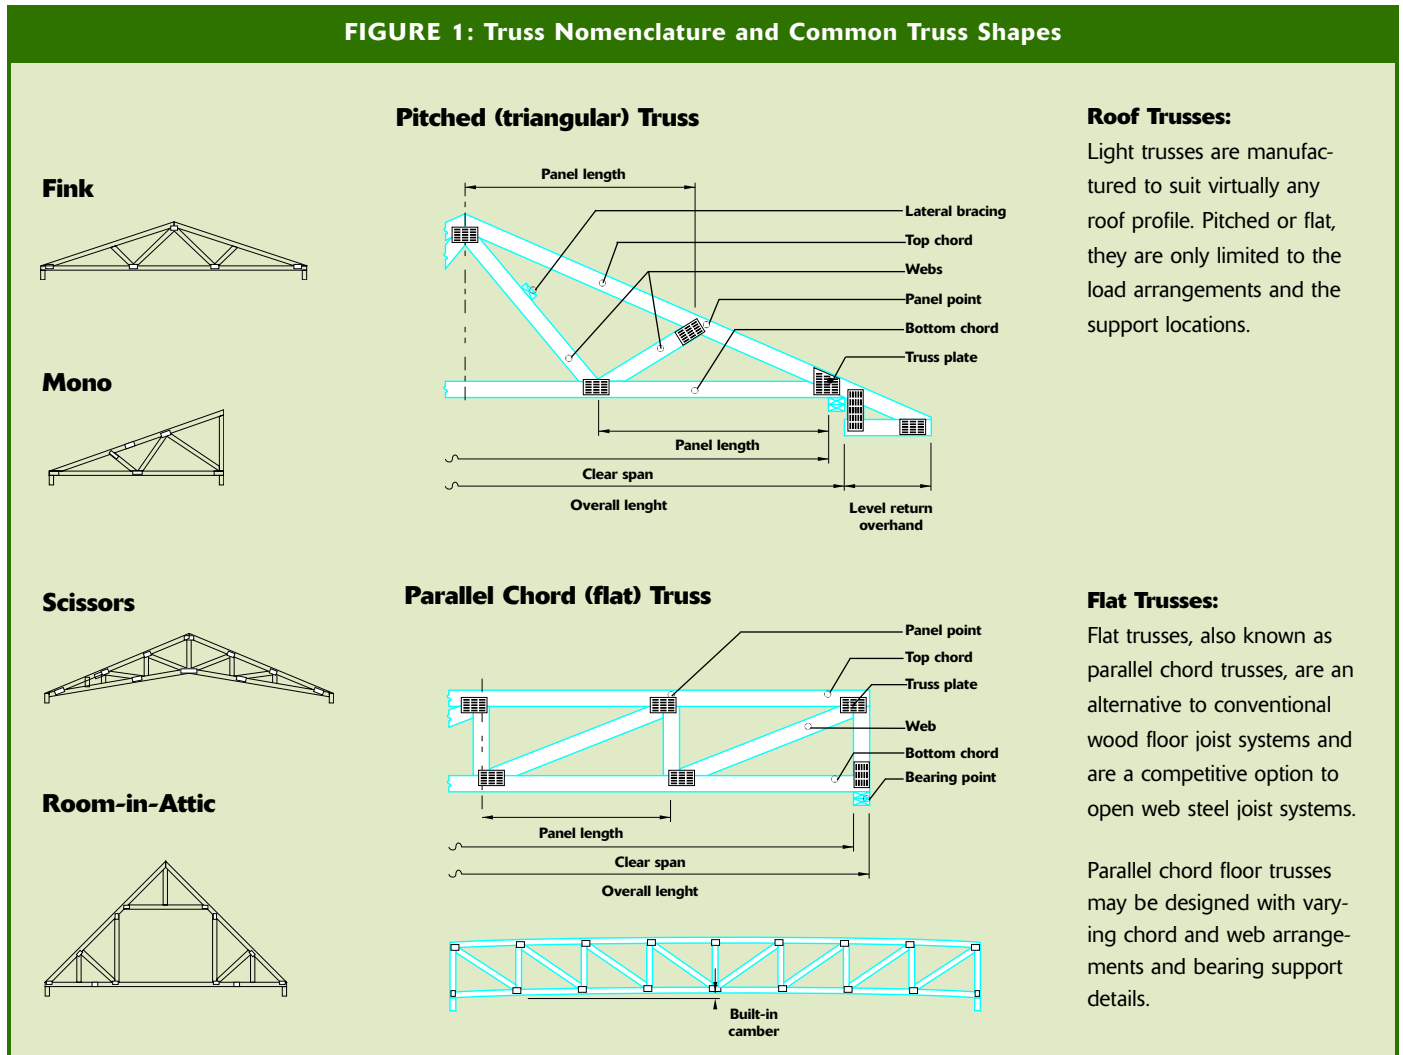 FIGURE 1: Truss Nomenclature and Common Truss Shapes
Fink
Mono
Scissors
Room-in-Attic
Pitched (triangular) Truss
Panel length
Lateral bracing
Top chord
Webs
Panel point
Bottom chord
Truss plate
Panel length
Clear span
Overall lenght
Level return
overhand
Parallel Chord (flat) Truss
Panel point
Top chord
Truss plate
Web
Bottom chord
Bearing point
Panel length
Clear span
Overall lenght
Built-in
camber
Roof Trusses:
Light trusses are manufac-
tured to suit virtually any
roof profile. Pitched or flat,
they are only limited to the
load arrangements and the
support locations.
Flat Trusses:
Flat trusses, also known as
parallel chord trusses, are an
alternative to conventional
wood floor joist systems and
are a competitive option to
open web steel joist systems.
Parallel chord floor trusses
may be designed with vary-
ing chord and web arrange-
ments and bearing support
details.